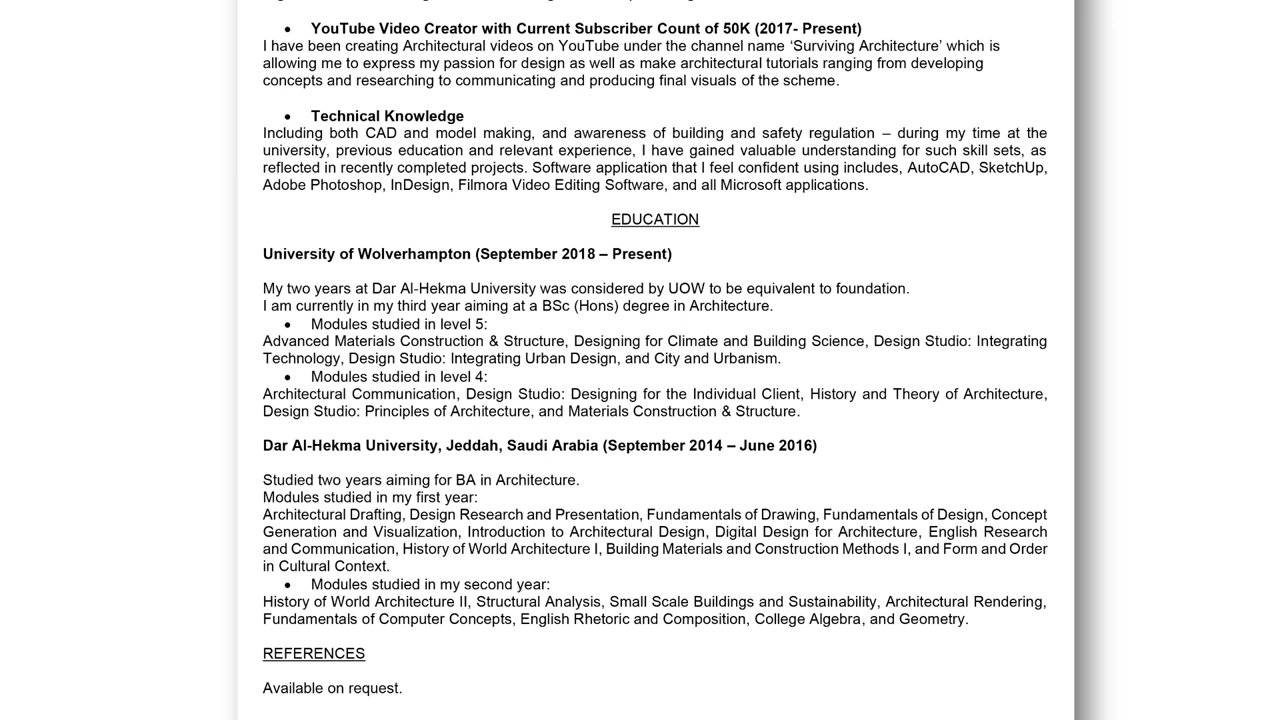 • YouTube Video Creator with Current Subscriber Count of 50K (2017- Present)
I have been creating Architectural videos on YouTube under the channel name ‘Surviving Architecture’ which is
allowing me to express my passion for design as well as make architectural tutorials ranging from developing
concepts and researching to communicating and producing final visuals of the scheme.
• Technical Knowledge
Including both CAD and model making, and awareness of building and safety regulation – during my time at the
university, previous education and relevant experience, I have gained valuable understanding for such skill sets, as
reflected in recently completed projects. Software application that I feel confident using includes, AutoCAD, SketchUp,
Adobe Photoshop, InDesign, Filmora Video Editing Software, and all Microsoft applications.
EDUCATION
University of Wolverhampton (September 2018 – Present)
My two years at Dar Al-Hekma University was considered by UOW to be equivalent to foundation.
I am currently in my third year aiming at a BSc (Hons) degree in Architecture.
• Modules studied in level 5:
Advanced Materials Construction & Structure, Designing for Climate and Building Science, Design Studio: Integrating
Technology, Design Studio: Integrating Urban Design, and City and Urbanism.
• Modules studied in level 4:
Architectural Communication, Design Studio: Designing for the Individual Client, History and Theory of Architecture,
Design Studio: Principles of Architecture, and Materials Construction & Structure.
Dar Al-Hekma University, Jeddah, Saudi Arabia (September 2014 – June 2016)
Studied two years aiming for BA in Architecture.
Modules studied in my first year:
Architectural Drafting, Design Research and Presentation, Fundamentals of Drawing, Fundamentals of Design, Concept
Generation and Visualization, Introduction to Architectural Design, Digital Design for Architecture, English Research
and Communication, History of World Architecture I, Building Materials and Construction Methods I, and Form and Order
in Cultural Context.
• Modules studied in my second year:
History of World Architecture II, Structural Analysis, Small Scale Buildings and Sustainability, Architectural Rendering,
Fundamentals of Computer Concepts, English Rhetoric and Composition, College Algebra, and Geometry.
REFERENCES
Available on request.